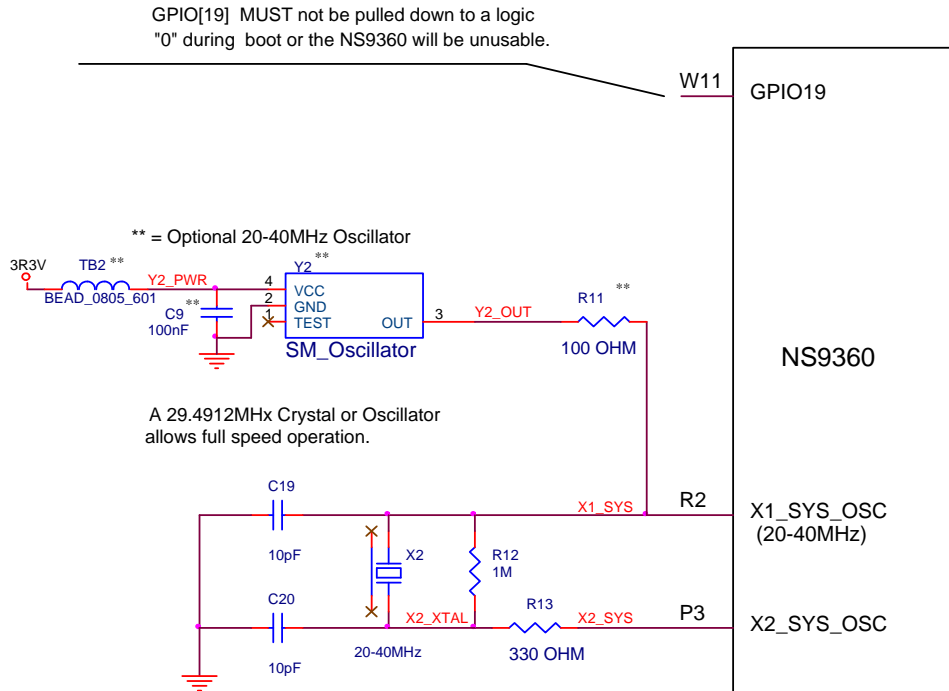 GPIO[19] MUST not be pulled down to a logic
"0" during boot or the NS9360 will be unusable.
W11
GPIO19
** = Optional 20-40MHz Oscillator
3R3V
TB2 **
BEAD_0805_601
Y2_PWR
C9 **
100nF
Y2 **
4
2
1
VCC
GND
TEST
OUT
3
SM_Oscillator
Y2_OUT
R11 **
100 OHM
NS9360
A 29.4912MHx Crystal or Oscillator
allows full speed operation.
C19
10pF
X1_SYS
R2
X1_SYS_OSC
(20-40MHz)
X2
R12
1M
C20
10pF
X2_XTAL
20-40MHz
R13
330 OHM
X2_SYS
P3
X2_SYS_OSC